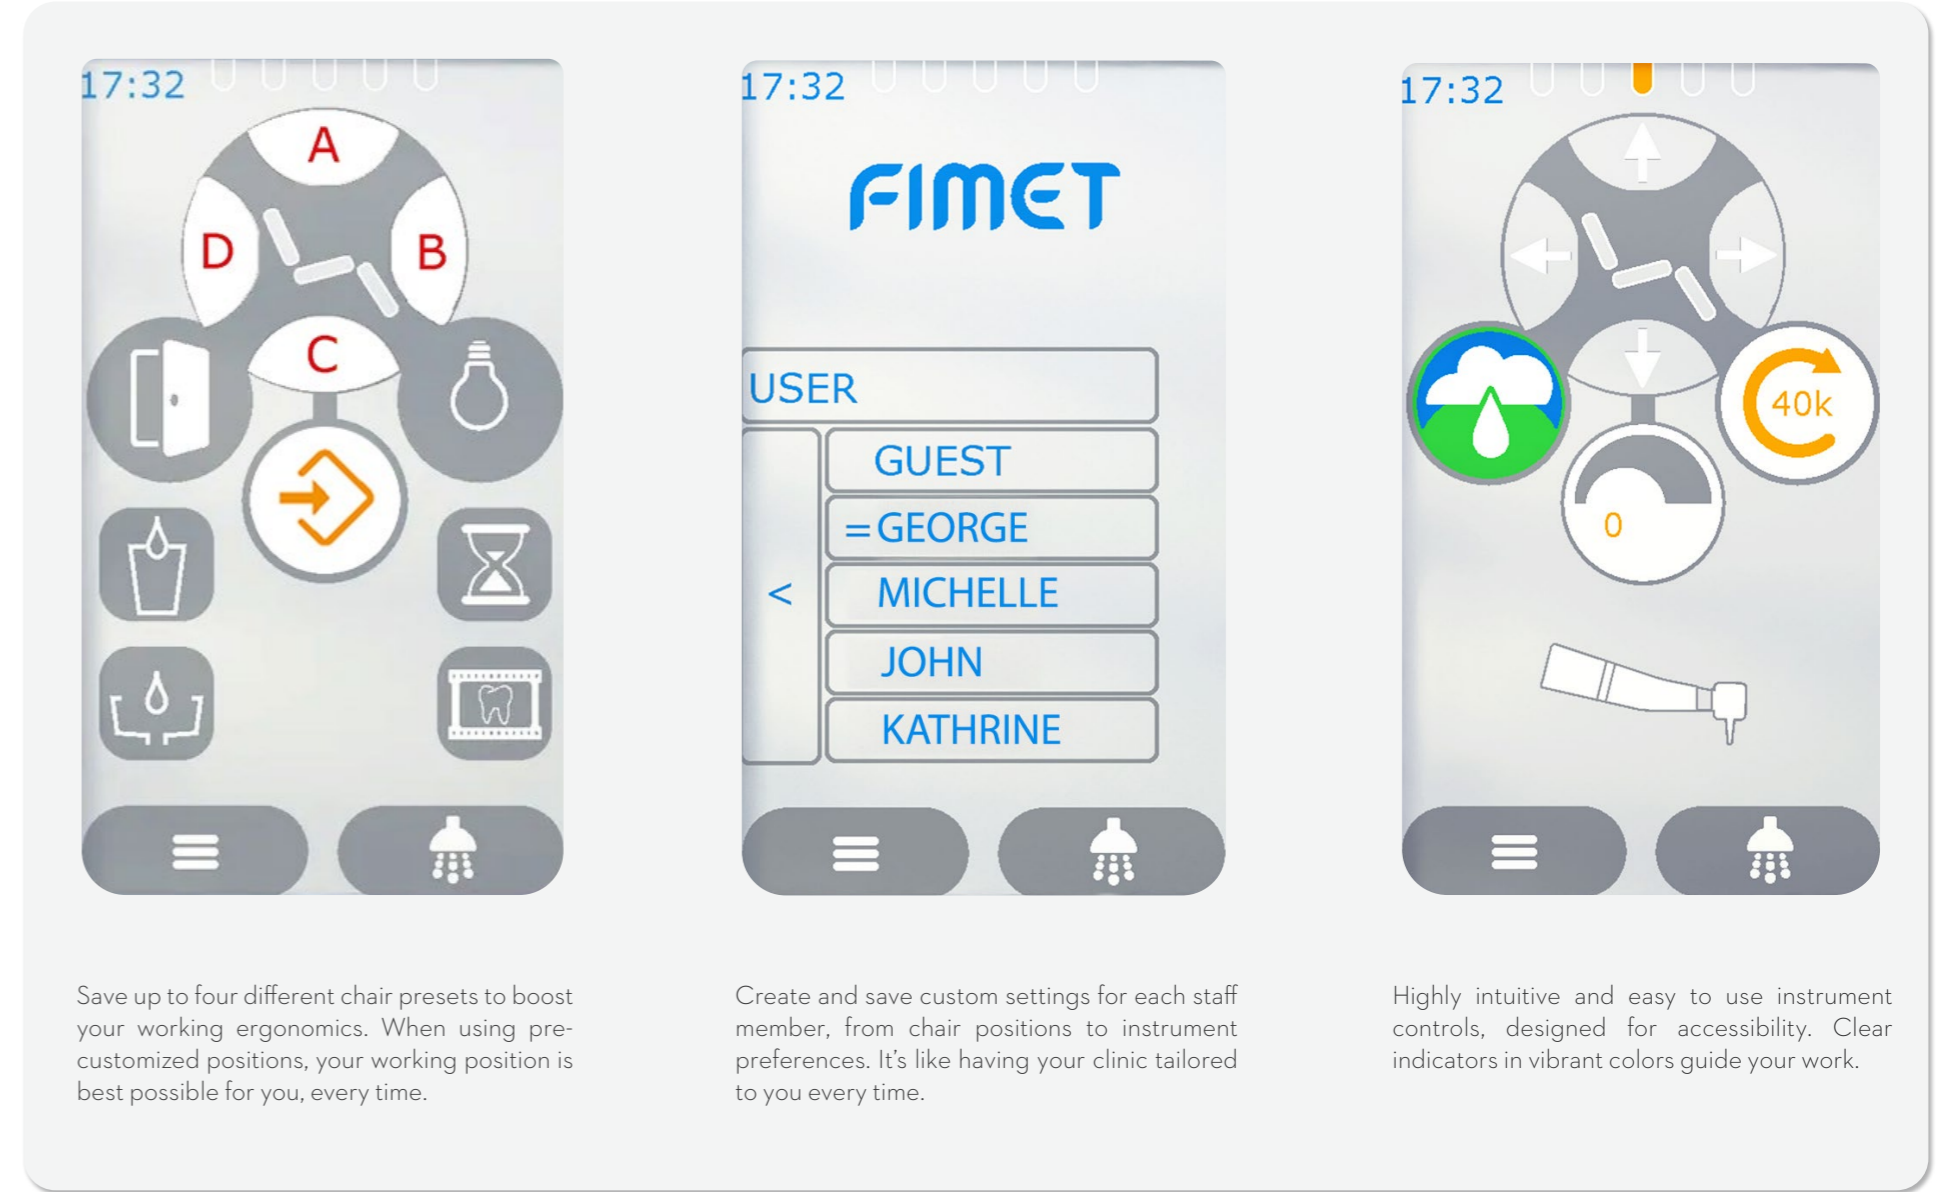 17:32
A
D
B
C
17:32
FIMET
USER
GUEST
=GEORGE
<
MICHELLE
JOHN
KATHRINE
17:32
40k
0
Save up to four different chair presets to boost
your working ergonomics. When using pre-
customized positions, your working position is
best possible for you, every time.
Create and save custom settings for each staff
member, from chair positions to instrument
preferences. It's like having your clinic tailored
to you every time.
Highly intuitive and easy to use instrument
controls, designed for accessibility. Clear
indicators in vibrant colors guide your work.